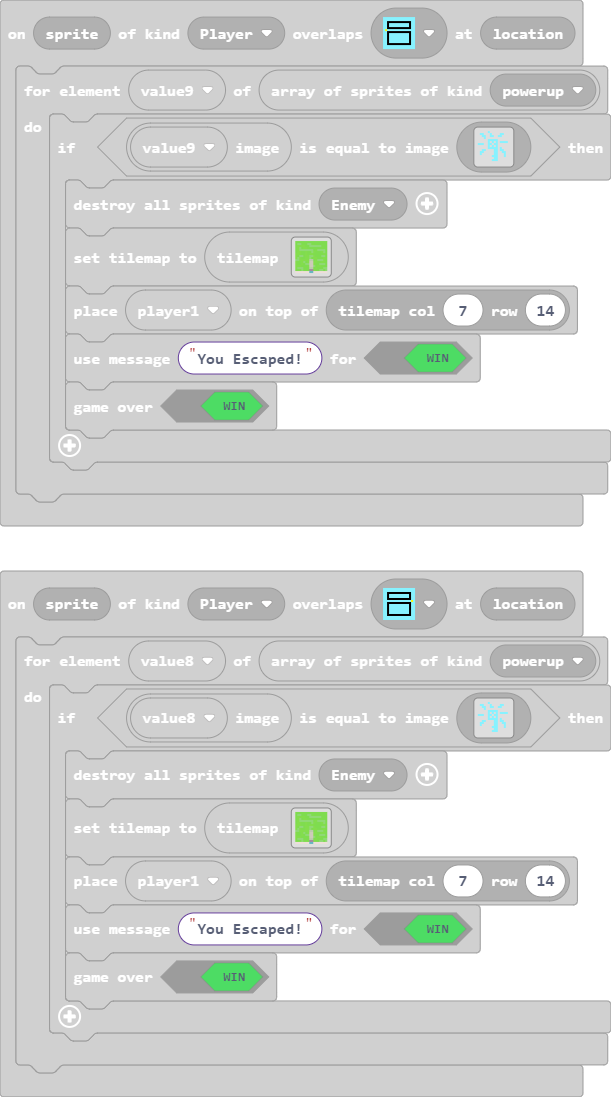 on sprite of kind Player overlaps at location
for element value9 of array of sprites of kind powerup
do
if value9 image is equal to image then
destroy all sprites of kind Enemy
set tilemap to tilemap
place player1 on top of tilemap col 7 row 14
use message "You Escaped!" for WIN
game over WIN
on sprite of kind Player overlaps at location
for element value8 of array of sprites of kind powerup
do
if value8 image is equal to image then
destroy all sprites of kind Enemy
set tilemap to tilemap
place player1 on top of tilemap col 7 row 14
use message "You Escaped!" for WIN
game over WIN